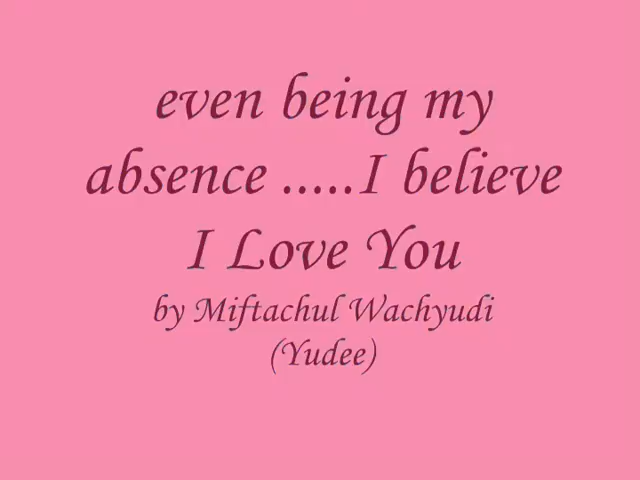 even being my
absence .....I believe
I Love You
by Miftachul Wachyudi
(Yudee)